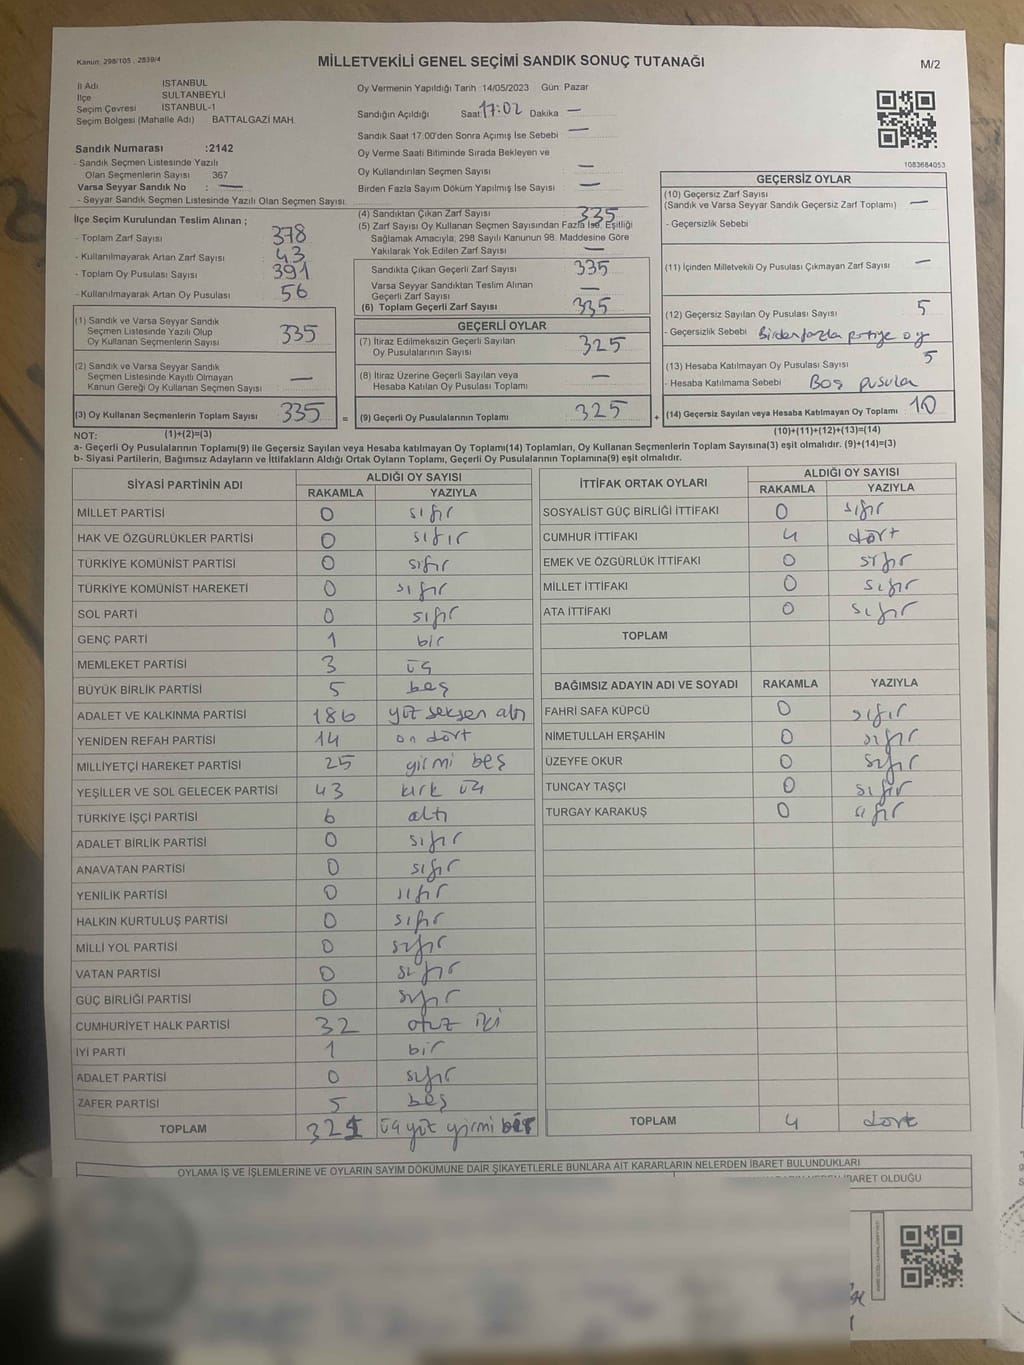 Kanun: 298/105 , 2839/4
MİLLETVEKİLİ GENEL SEÇİMİ SANDIK SONUÇ TUTANAĞI
M/2
İl Adı İSTANBUL
İlçe SULTANBEYLİ
Seçim Çevresi İSTANBUL-1
Seçim Bölgesi (Mahalle Adı) BATTALGAZİ MAH.
Sandık Numarası :2142
- Sandık Seçmen Listesinde Yazılı
Olan Seçmenlerin Sayısı 367
Varsa Seyyar Sandık No : —
- Seyyar Sandık Seçmen Listesinde Yazılı Olan Seçmen Sayısı
Oy Vermenin Yapıldığı Tarih 14/05/2023 Gün: Pazar
Sandığın Açıldığı Saat 17:02 Dakika —
Sandık Saat 17.00'den Sonra Açımış İse Sebebi —
Oy Verme Saati Bitiminde Sırada Bekleyen ve
Oy Kullandırılan Seçmen Sayısı : —
Birden Fazla Sayım Döküm Yapılmış İse Sayısı : —
1083684053
İlçe Seçim Kurulundan Teslim Alınan ;
- Toplam Zarf Sayısı 378
- Kullanılmayarak Artan Zarf Sayısı : 43
- Toplam Oy Pusulası Sayısı 391
- Kullanılmayarak Artan Oy Pusulası 56
(1) Sandık ve Varsa Seyyar Sandık
Seçmen Listesinde Yazılı Olup
Oy Kullanan Seçmenlerin Sayısı 335
(2) Sandık ve Varsa Seyyar Sandık
Seçmen Listesinde Kayıtlı Olmayan
Kanun Gereği Oy Kullanan Seçmen Sayısı —
(3) Oy Kullanan Seçmenlerin Toplam Sayısı 335 =
(4) Sandıktan Çıkan Zarf Sayısı : 335
(5) Zarf Sayısı Oy Kullanan Seçmen Sayısından Fazla İse, Eşitliği
Sağlamak Amacıyla, 298 Sayılı Kanunun 98. Maddesine Göre
Yakılarak Yok Edilen Zarf Sayısı —
Sandıkta Çıkan Geçerli Zarf Sayısı 335
Varsa Seyyar Sandıktan Teslim Alınan
Geçerli Zarf Sayısı —
(6) Toplam Geçerli Zarf Sayısı 335
GEÇERLİ OYLAR
(7) İtiraz Edilmeksizin Geçerli Sayılan
Oy Pusulalarının Sayısı 325
(8) İtiraz Üzerine Geçerli Sayılan veya
Hesaba Katılan Oy Pusulası Toplamı —
(9) Geçerli Oy Pusulalarının Toplamı 325 +
GEÇERSİZ OYLAR
(10) Geçersiz Zarf Sayısı
(Sandık ve Varsa Seyyar Sandık Geçersiz Zarf Toplamı) —
- Geçersizlik Sebebi
(11) İçinden Milletvekili Oy Pusulası Çıkmayan Zarf Sayısı —
(12) Geçersiz Sayılan Oy Pusulası Sayısı 5
- Geçersizlik Sebebi Birden fazla partiye oy
(13) Hesaba Katılmayan Oy Pusulası Sayısı 5
- Hesaba Katılmama Sebebi Boş pusula
(14) Geçersiz Sayılan veya Hesaba Katılmayan Oy Toplamı 10
NOT: (1)+(2)=(3)
(10)+(11)+(12)+(13)=(14)
a- Geçerli Oy Pusulalarının Toplamı(9) ile Geçersiz Sayılan veya Hesaba katılmayan Oy Toplamı(14) Toplamları, Oy Kullanan Seçmenlerin Toplam Sayısına(3) eşit olmalıdır. (9)+(14)=(3)
b- Siyasi Partilerin, Bağımsız Adayların ve İttifakların Aldığı Ortak Oyların Toplamı, Geçerli Oy Pusulalarının Toplamına(9) eşit olmalıdır.
SİYASİ PARTİNİN ADI ALDIĞI OY SAYISI
RAKAMLA YAZIYLA
MİLLET PARTİSİ 0 sıfır
HAK VE ÖZGÜRLÜKLER PARTİSİ 0 sıfır
TÜRKİYE KOMÜNİST PARTİSİ 0 sıfır
TÜRKİYE KOMÜNİST HAREKETİ 0 sıfır
SOL PARTİ 0 sıfır
GENÇ PARTİ 1 bir
MEMLEKET PARTİSİ 3 üç
BÜYÜK BİRLİK PARTİSİ 5 beş
ADALET VE KALKINMA PARTİSİ 186 yüz seksen altı
YENİDEN REFAH PARTİSİ 14 on dört
MİLLİYETÇİ HAREKET PARTİSİ 25 yirmi beş
YEŞİLLER VE SOL GELECEK PARTİSİ 43 kırk üç
TÜRKİYE İŞÇİ PARTİSİ 6 altı
ADALET BİRLİK PARTİSİ 0 sıfır
ANAVATAN PARTİSİ 0 sıfır
YENİLİK PARTİSİ 0 sıfır
HALKIN KURTULUŞ PARTİSİ 0 sıfır
MİLLİ YOL PARTİSİ 0 sıfır
VATAN PARTİSİ 0 sıfır
GÜÇ BİRLİĞİ PARTİSİ 0 sıfır
CUMHURİYET HALK PARTİSİ 32 otuz iki
İYİ PARTİ 1 bir
ADALET PARTİSİ 0 sıfır
ZAFER PARTİSİ 5 beş
TOPLAM 321 üçyüz yirmi bir
İTTİFAK ORTAK OYLARI ALDIĞI OY SAYISI
RAKAMLA YAZIYLA
SOSYALİST GÜÇ BİRLİĞİ İTTİFAKI 0 sıfır
CUMHUR İTTİFAKI 4 dört
EMEK VE ÖZGÜRLÜK İTTİFAKI 0 sıfır
MİLLET İTTİFAKI 0 sıfır
ATA İTTİFAKI 0 sıfır
TOPLAM
BAĞIMSIZ ADAYIN ADI VE SOYADI RAKAMLA YAZIYLA
FAHRİ SAFA KÜPCÜ 0 sıfır
NİMETULLAH ERŞAHİN 0 sıfır
ÜZEYFE OKUR 0 sıfır
TUNCAY TAŞÇI 0 sıfır
TURGAY KARAKUŞ 0 sıfır
TOPLAM 4 dört
OYLAMA İŞ VE İŞLEMLERİNE VE OYLARIN SAYIM DÖKÜMÜNE DAİR ŞİKAYETLERLE BUNLARA AİT KARARLARIN NELERDEN İBARET BULUNDUKLARI
İBARET OLDUĞU